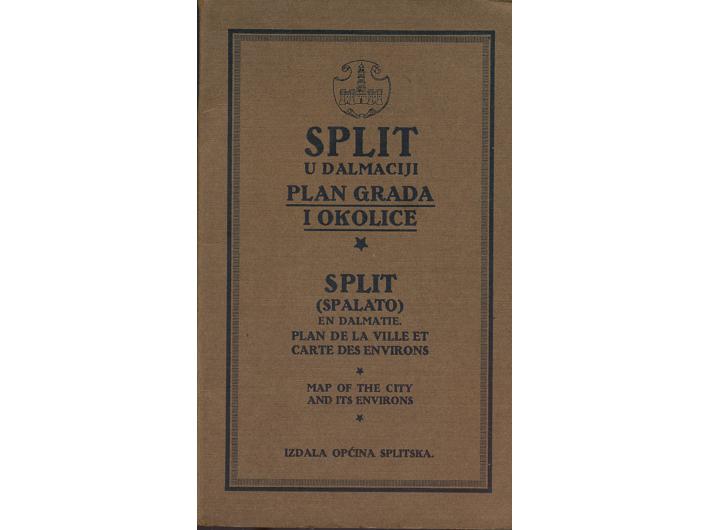 SPLIT
U DALMACIJI
PLAN GRADA
I OKOLICE
SPLIT
(SPALATO)
EN DALMATIE.
PLAN DE LA VILLE ET
CARTE DES ENVIRONS
MAP OF THE CITY
AND ITS ENVIRONS
IZDALA OPĆINA SPLITSKA.